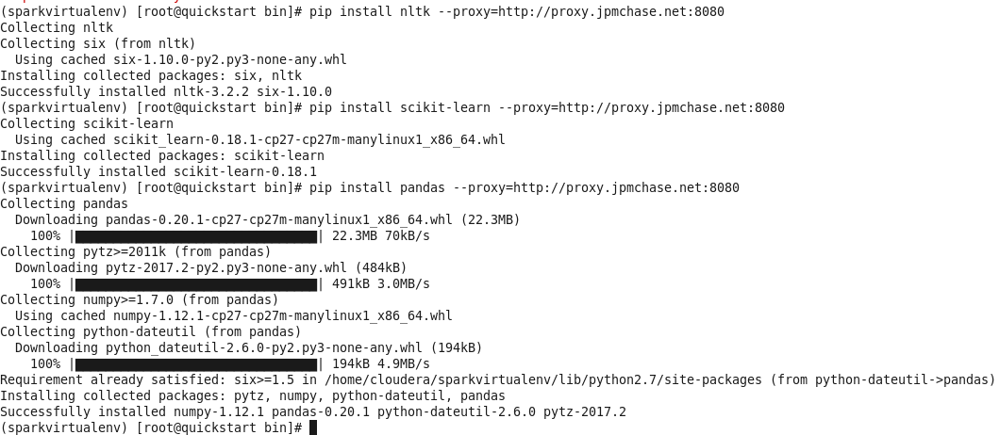 (sparkvirtualenv) [root@quickstart bin]# pip install nltk --proxy=http://proxy.jpmchase.net:8080
Collecting nltk
Collecting six (from nltk)
  Using cached six-1.10.0-py2.py3-none-any.whl
Installing collected packages: six, nltk
Successfully installed nltk-3.2.2 six-1.10.0
(sparkvirtualenv) [root@quickstart bin]# pip install scikit-learn --proxy=http://proxy.jpmchase.net:8080
Collecting scikit-learn
  Using cached scikit_learn-0.18.1-cp27-cp27m-manylinux1_x86_64.whl
Installing collected packages: scikit-learn
Successfully installed scikit-learn-0.18.1
(sparkvirtualenv) [root@quickstart bin]# pip install pandas --proxy=http://proxy.jpmchase.net:8080
Collecting pandas
  Downloading pandas-0.20.1-cp27-cp27m-manylinux1_x86_64.whl (22.3MB)
    100% |████████████████████████████████| 22.3MB 70kB/s
Collecting pytz>=2011k (from pandas)
  Downloading pytz-2017.2-py2.py3-none-any.whl (484kB)
    100% |████████████████████████████████| 491kB 3.0MB/s
Collecting numpy>=1.7.0 (from pandas)
  Using cached numpy-1.12.1-cp27-cp27m-manylinux1_x86_64.whl
Collecting python-dateutil (from pandas)
  Downloading python_dateutil-2.6.0-py2.py3-none-any.whl (194kB)
    100% |████████████████████████████████| 194kB 4.9MB/s
Requirement already satisfied: six>=1.5 in /home/cloudera/sparkvirtualenv/lib/python2.7/site-packages (from python-dateutil->pandas)
Installing collected packages: pytz, numpy, python-dateutil, pandas
Successfully installed numpy-1.12.1 pandas-0.20.1 python-dateutil-2.6.0 pytz-2017.2
(sparkvirtualenv) [root@quickstart bin]#